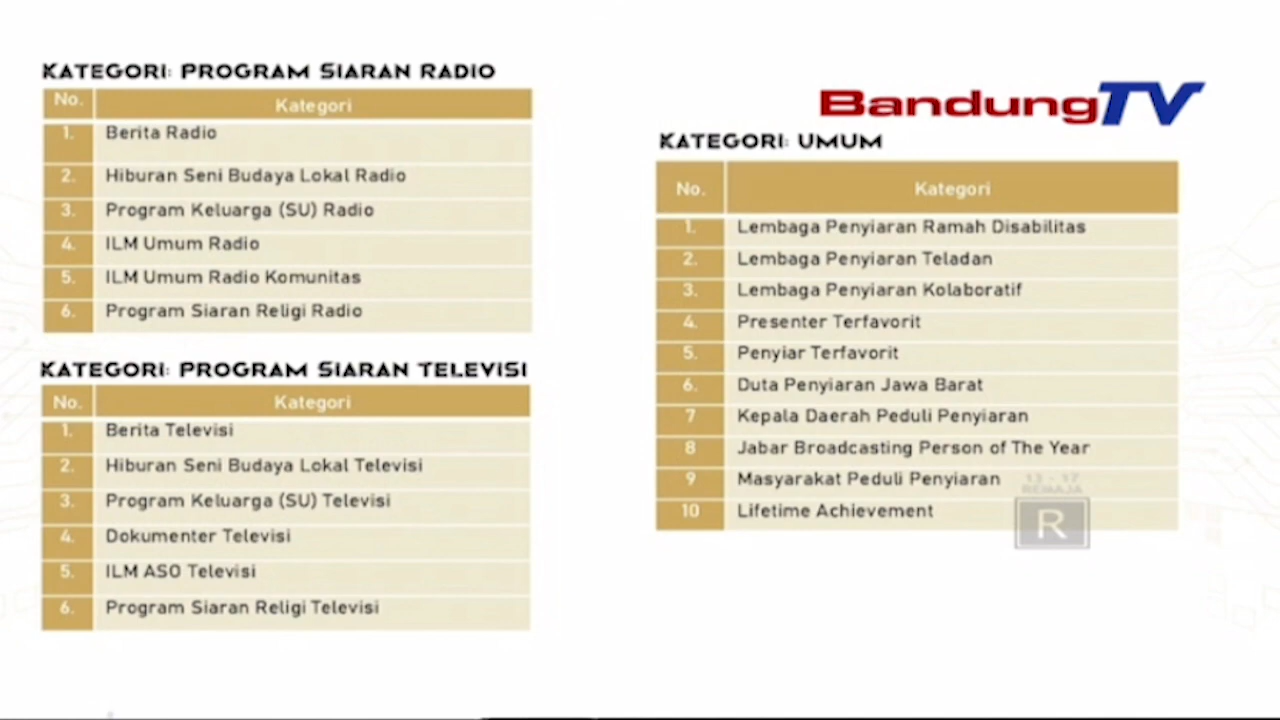 KATEGORI: PROGRAM SIARAN RADIO
No. Kategori
1. Berita Radio
2. Hiburan Seni Budaya Lokal Radio
3. Program Keluarga (SU) Radio
4. ILM Umum Radio
5. ILM Umum Radio Komunitas
6. Program Siaran Religi Radio
KATEGORI: PROGRAM SIARAN TELEVISI
No. Kategori
1. Berita Televisi
2. Hiburan Seni Budaya Lokal Televisi
3. Program Keluarga (SU) Televisi
4. Dokumenter Televisi
5. ILM ASO Televisi
6. Program Siaran Religi Televisi
BandungTV
KATEGORI: UMUM
No. Kategori
1. Lembaga Penyiaran Ramah Disabilitas
2. Lembaga Penyiaran Teladan
3. Lembaga Penyiaran Kolaboratif
4. Presenter Terfavorit
5. Penyiar Terfavorit
6. Duta Penyiaran Jawa Barat
7 Kepala Daerah Peduli Penyiaran
8 Jabar Broadcasting Person of The Year
9 Masyarakat Peduli Penyiaran
10 Lifetime Achievement
13 - 17
REMAJA
R